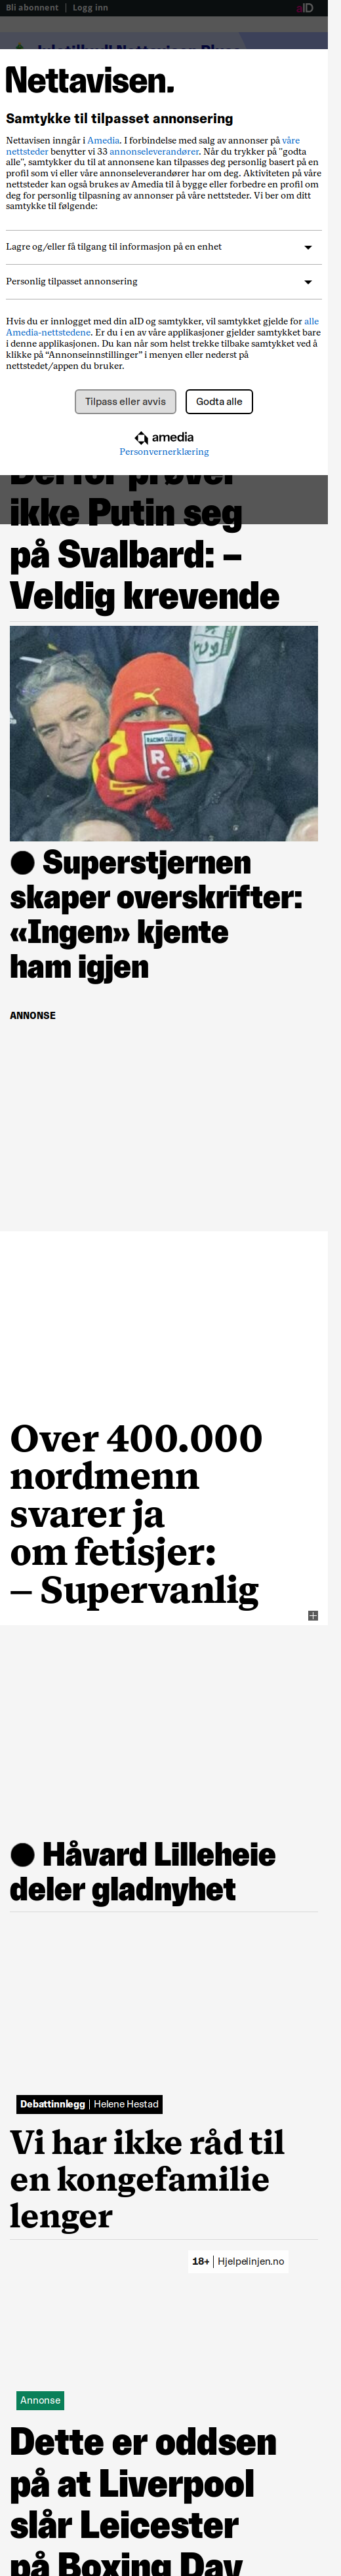 Bli abonnent | Logg inn
aID
Nettavisen.
Samtykke til tilpasset annonsering
Nettavisen inngår i Amedia. I forbindelse med salg av annonser på våre
nettsteder benytter vi 33 annonseleverandører. Når du trykker på "godta
alle", samtykker du til at annonsene kan tilpasses deg personlig basert på en
profil som vi eller våre annonseleverandører har om deg. Aktiviteten på våre
nettsteder kan også brukes av Amedia til å bygge eller forbedre en profil om
deg for personlig tilpasning av annonser på våre nettsteder. Vi ber om ditt
samtykke til følgende:
Lagre og/eller få tilgang til informasjon på en enhet
Personlig tilpasset annonsering
Hvis du er innlogget med din aID og samtykker, vil samtykket gjelde for alle
Amedia-nettstedene. Er du i en av våre applikasjoner gjelder samtykket bare
i denne applikasjonen. Du kan når som helst trekke tilbake samtykket ved å
klikke på “Annonseinnstillinger” i menyen eller nederst på
nettstedet/appen du bruker.
Tilpass eller avvis
Godta alle
amedia
Personvernerklæring
Derfor prøver
ikke Putin seg
på Svalbard: –
Veldig krevende
RACING CLUB DE
RC
● Superstjernen
skaper overskrifter:
«Ingen» kjente
ham igjen
ANNONSE
Over 400.000
nordmenn
svarer ja
om fetisjer:
– Supervanlig
● Håvard Lilleheie
deler gladnyhet
Debattinnlegg | Helene Hestad
Vi har ikke råd til
en kongefamilie
lenger
18+ | Hjelpelinjen.no
Annonse
Dette er oddsen
på at Liverpool
slår Leicester
på Boxing Day